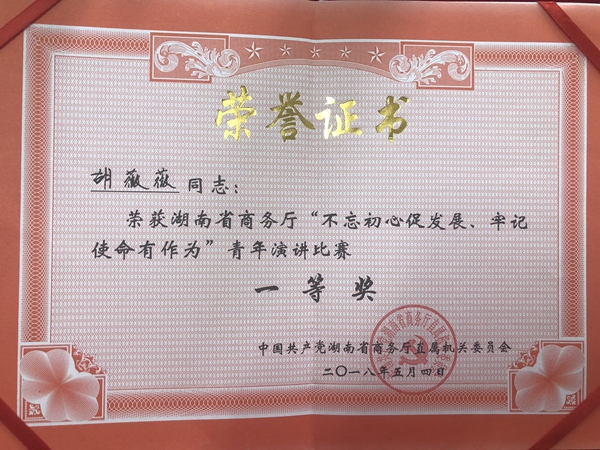 荣誉证书
胡薇薇同志：
荣获湖南省商务厅“不忘初心促发展、牢记
使命有作为”青年演讲比赛
一等奖
中国共产党湖南省商务厅直属机关委员会
二〇一八年五月四日